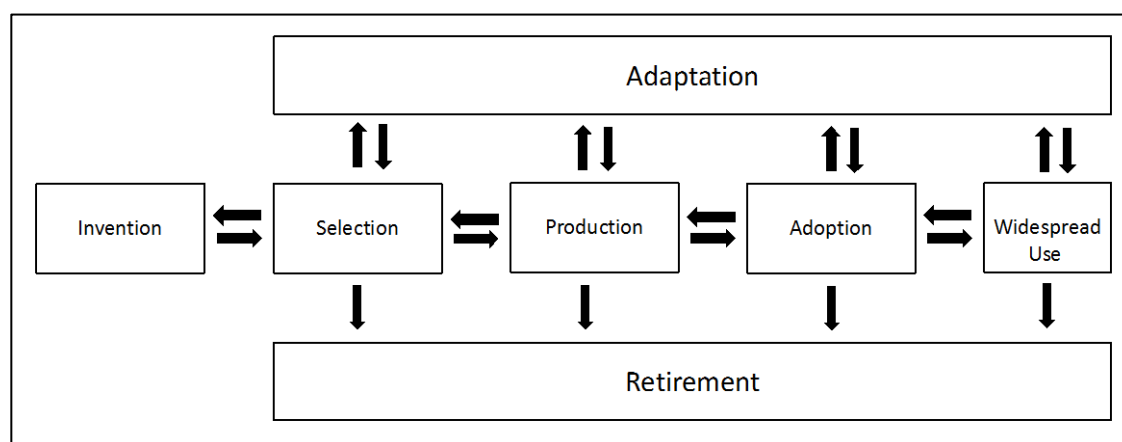 Adaptation
Invention
Selection
Production
Adoption
Widespread
Use
Retirement